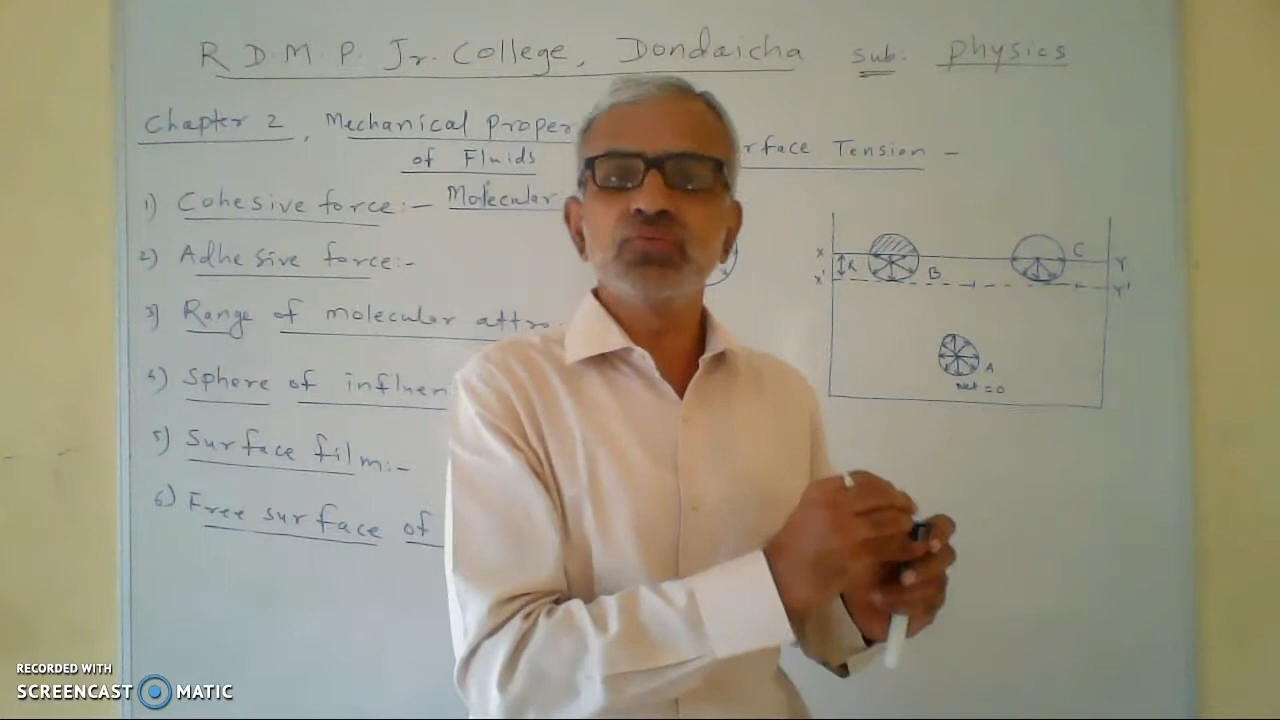 R D. M. P. Jr. College, Dondaicha sub. physics
Chapter 2, Mechanical proper
of Fluids
rface Tension -
1) Cohesive force:- Molecular
2) Adhesive force:-
3) Range of molecular attra
4) Sphere of influen
5) Surface film:-
6) Free surface of
x
K
x'
B
C
Y
Y'
A
Net = 0
RECORDED WITH
SCREENCAST MATIC